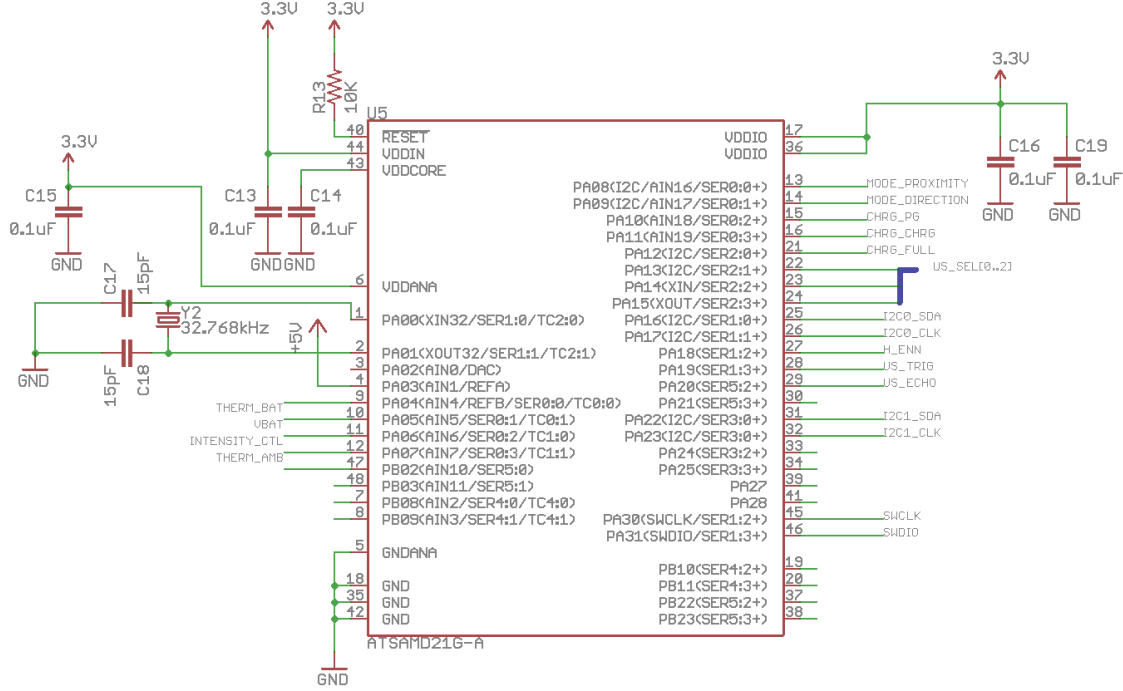 3.3V 3.3V
3.3V
R13
10K
U5
40 RESET VDDIO 17
44 VDDIN VDDIO 36
43 VDDCORE
3.3V
C15
0.1uF
GND
C13
0.1uF
GND
C14
0.1uF
GND
C16
0.1uF
GND
C19
0.1uF
GND
PA08(I2C/AIN16/SER0:0+) 13 MODE_PROXIMITY
PA09(I2C/AIN17/SER0:1+) 14 MODE_DIRECTION
PA10(AIN18/SER0:2+) 15 CHRG_PG
PA11(AIN19/SER0:3+) 16 CHRG_CHRG
PA12(I2C/SER2:0+) 21 CHRG_FULL
PA13(I2C/SER2:1+) 22 US_SEL[0..2]
6 VDDANA PA14(XIN/SER2:2+) 23
PA15(XOUT/SER2:3+) 24
C17
15pF
Y2
32.768kHz
+5V
15pF
C18
GND
1 PA00(XIN32/SER1:0/TC2:0) PA16(I2C/SER1:0+) 25 I2C0_SDA
PA17(I2C/SER1:1+) 26 I2C0_CLK
2 PA01(XOUT32/SER1:1/TC2:1) PA18(SER1:2+) 27 H_ENN
3 PA02(AIN0/DAC) PA19(SER1:3+) 28 US_TRIG
4 PA03(AIN1/REFA) PA20(SER5:2+) 29 US_ECHO
THERM_BAT 9 PA04(AIN4/REFB/SER0:0/TC0:0) PA21(SER5:3+) 30
VBAT 10 PA05(AIN5/SER0:1/TC0:1) PA22(I2C/SER3:0+) 31 I2C1_SDA
INTENSITY_CTL 11 PA06(AIN6/SER0:2/TC1:0) PA23(I2C/SER3:1+) 32 I2C1_CLK
THERM_AMB 12 PA07(AIN7/SER0:3/TC1:1) PA24(SER3:2+) 33
47 PB02(AIN10/SER5:0) PA25(SER3:3+) 34
48 PB03(AIN11/SER5:1) PA27 39
7 PB08(AIN2/SER4:0/TC4:0) PA28 41
8 PB09(AIN3/SER4:1/TC4:1) PA30(SWCLK/SER1:2+) 45 SWCLK
PA31(SWDIO/SER1:3+) 46 SWDIO
5 GNDANA
PB10(SER4:2+) 19
18 GND PB11(SER4:3+) 20
35 GND PB22(SER5:2+) 37
42 GND PB23(SER5:3+) 38
ATSAMD21G-A
GND